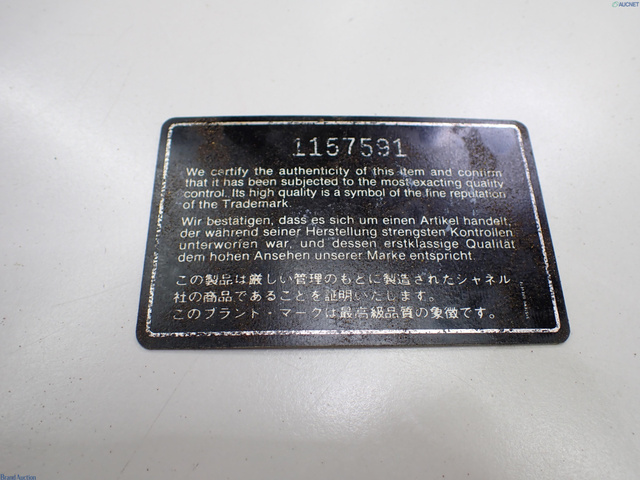 AUCNET
1157591
We certify the authenticity of this item and confirm
that it has been subjected to the most exacting quality
control. Its high quality is a symbol of the fine reputation
of the Trademark.
Wir bestätigen, dass es sich um einen Artikel handelt,
der während seiner Herstellung strengsten Kontrollen
unterworfen war, und dessen erstklassige Qualität
dem hohen Ansehen unserer Marke entspricht.
この製品は厳しい管理のもとに製造されたシャネル
社の商品であることを証明いたします。
このブランド・マークは最高級品質の象徴です。
Brand Auction